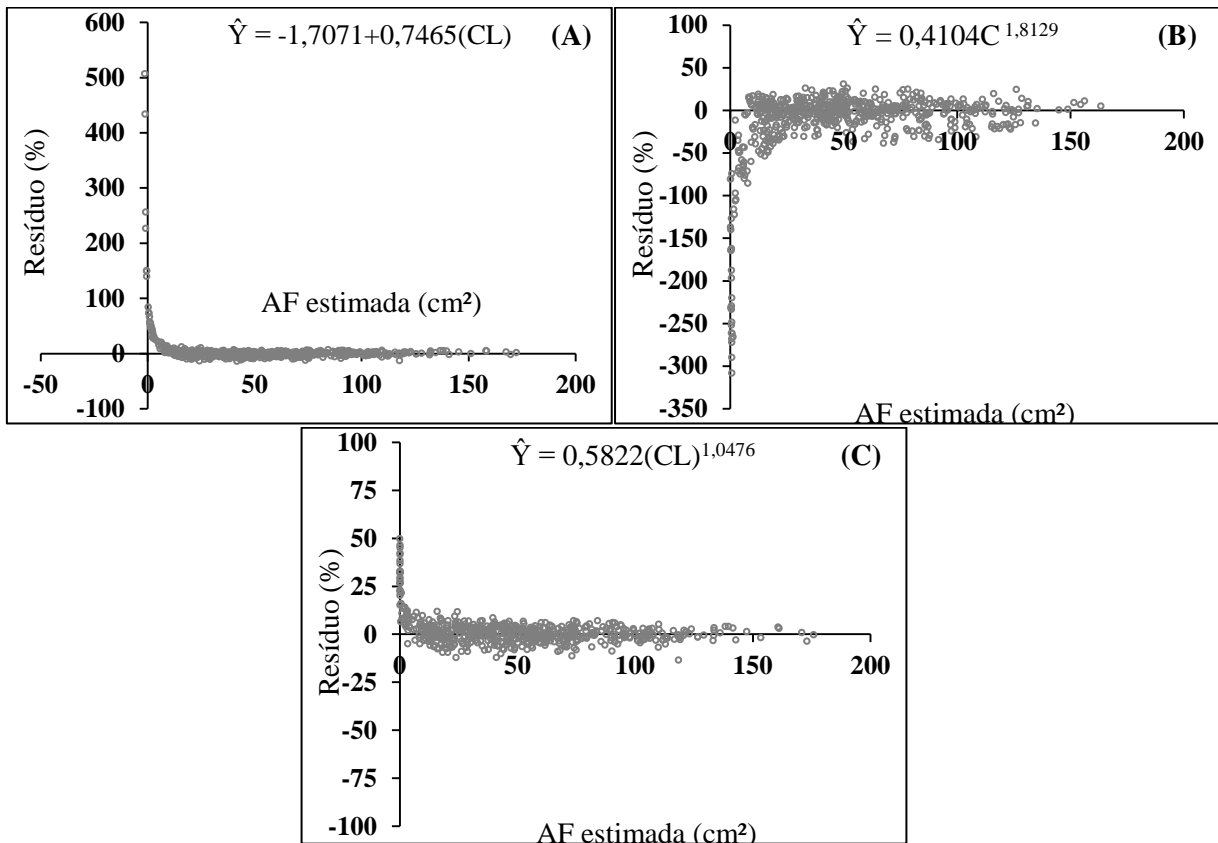 Ŷ = -1,7071+0,7465(CL) (A)
600
500
400
300
200
100
0
-100
-50 0 50 100 150 200
Resíduo (%)
AF estimada (cm²)
Ŷ = 0,4104C^1,8129 (B)
100
50
0
-50
-100
-150
-200
-250
-300
-350
0 50 100 150 200
Resíduo (%)
AF estimada (cm²)
Ŷ = 0,5822(CL)^1,0476 (C)
100
75
50
25
0
-25
-50
-75
-100
0 50 100 150 200
Resíduo (%)
AF estimada (cm²)